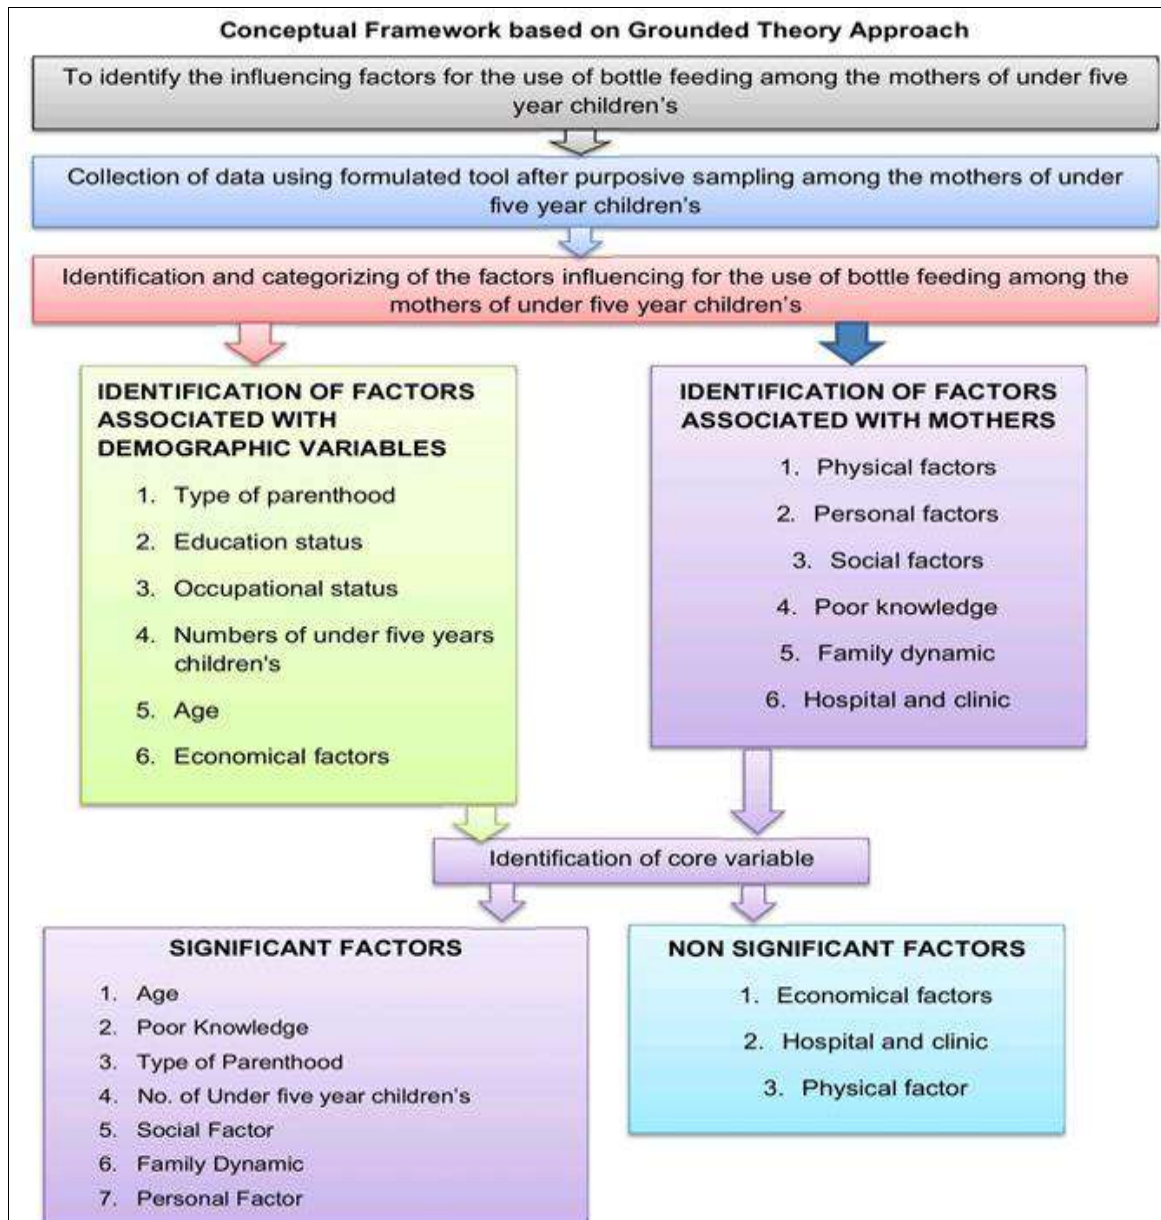 Conceptual Framework based on Grounded Theory Approach
To identify the influencing factors for the use of bottle feeding among the mothers of under five
year children's
Collection of data using formulated tool after purposive sampling among the mothers of under
five year children's
Identification and categorizing of the factors influencing for the use of bottle feeding among the
mothers of under five year children's
IDENTIFICATION OF FACTORS
ASSOCIATED WITH
DEMOGRAPHIC VARIABLES
1. Type of parenthood
2. Education status
3. Occupational status
4. Numbers of under five years
children's
5. Age
6. Economical factors
IDENTIFICATION OF FACTORS
ASSOCIATED WITH MOTHERS
1. Physical factors
2. Personal factors
3. Social factors
4. Poor knowledge
5. Family dynamic
6. Hospital and clinic
Identification of core variable
SIGNIFICANT FACTORS
1. Age
2. Poor Knowledge
3. Type of Parenthood
4. No. of Under five year children's
5. Social Factor
6. Family Dynamic
7. Personal Factor
NON SIGNIFICANT FACTORS
1. Economical factors
2. Hospital and clinic
3. Physical factor